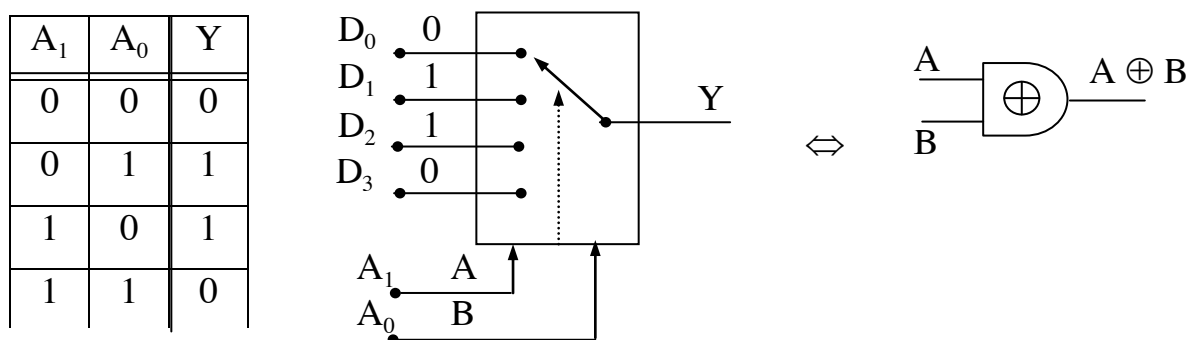 A₁ A₀ Y
0 0 0
0 1 1
1 0 1
1 1 0
D₀ 0
D₁ 1
D₂ 1
D₃ 0
Y
A₁ A
A₀ B
⇔
A
B
⊕
A ⊕ B